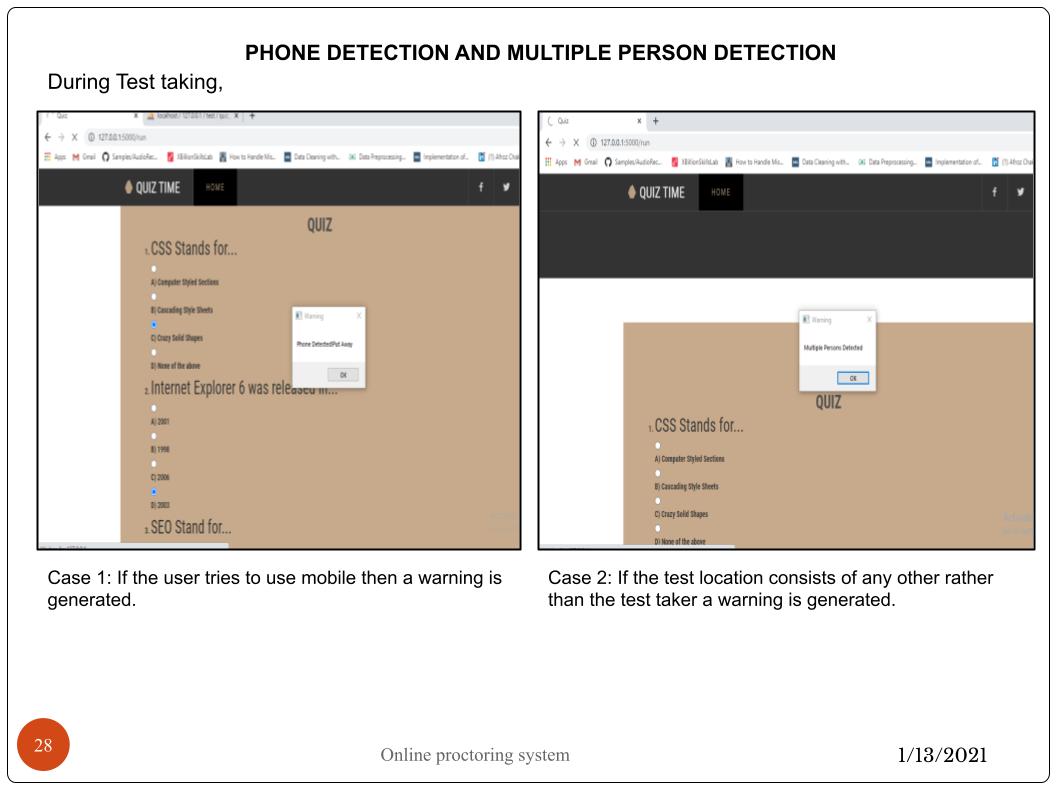 PHONE DETECTION AND MULTIPLE PERSON DETECTION
During Test taking,
Quiz
localhost / 127.0.0.1 / test / quiz
127.0.0.1:5000/run
Apps Gmail Samples/AudioRec... XBillionSkillsLab How to Handle Mis... Data Cleaning with... Data Preprocessing... Implementation of... (1) Afroz Chak
QUIZ TIME HOME
QUIZ
1. CSS Stands for...
A) Computer Styled Sections
B) Cascading Style Sheets
C) Crazy Solid Shapes
D) None of the above
2. Internet Explorer 6 was released in...
A) 2001
B) 1998
C) 2006
D) 2003
3. SEO Stand for...
Warning
Phone Detected!Put Away
OK
Quiz
127.0.0.1:5000/run
Apps Gmail Samples/AudioRec... XBillionSkillsLab How to Handle Mis... Data Cleaning with... Data Preprocessing... Implementation of... (1) Afroz Cha
QUIZ TIME HOME
Warning
Multiple Persons Detected
OK
QUIZ
1. CSS Stands for...
A) Computer Styled Sections
B) Cascading Style Sheets
C) Crazy Solid Shapes
D) None of the above
Case 1: If the user tries to use mobile then a warning is
generated.
Case 2: If the test location consists of any other rather
than the test taker a warning is generated.
28
Online proctoring system
1/13/2021